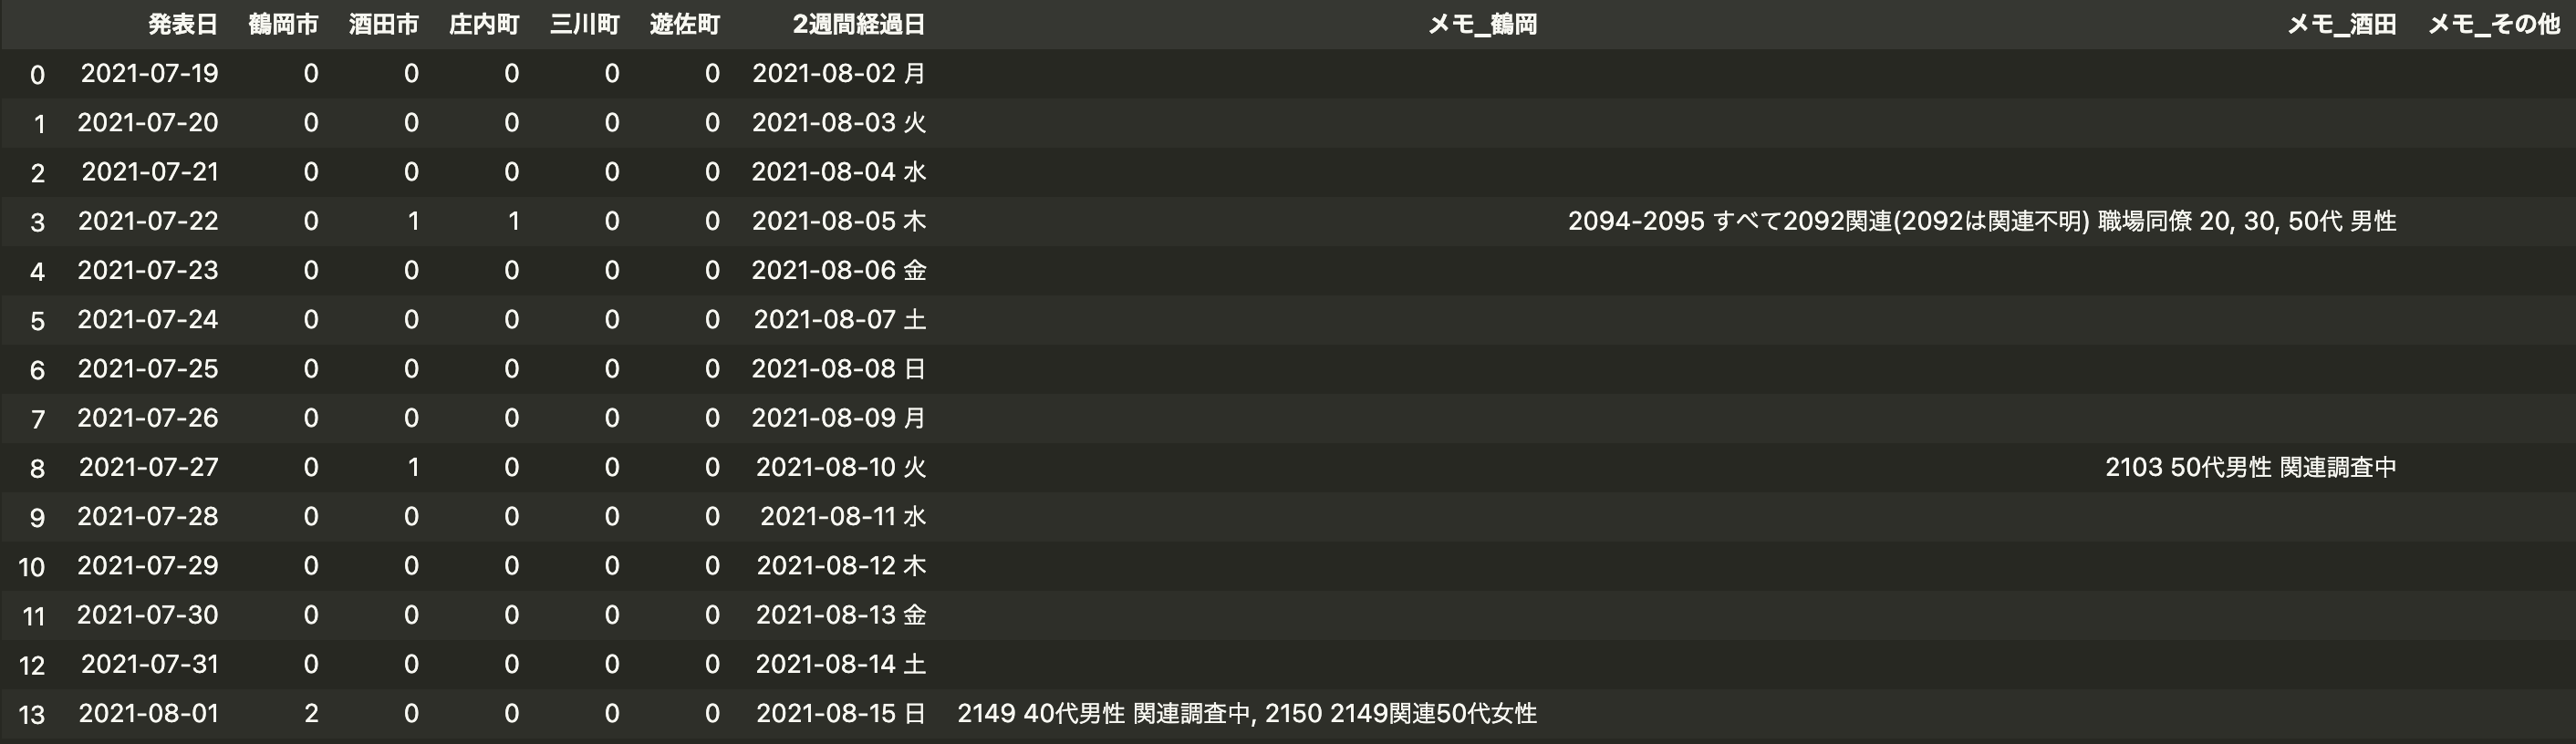 発表日 鶴岡市 酒田市 庄内町 三川町 遊佐町 2週間経過日 メモ_鶴岡 メモ_酒田 メモ_その他
0 2021-07-19 0 0 0 0 0 2021-08-02 月
1 2021-07-20 0 0 0 0 0 2021-08-03 火
2 2021-07-21 0 0 0 0 0 2021-08-04 水
3 2021-07-22 0 1 1 0 0 2021-08-05 木 2094-2095 すべて2092関連(2092は関連不明) 職場同僚 20, 30, 50代 男性
4 2021-07-23 0 0 0 0 0 2021-08-06 金
5 2021-07-24 0 0 0 0 0 2021-08-07 土
6 2021-07-25 0 0 0 0 0 2021-08-08 日
7 2021-07-26 0 0 0 0 0 2021-08-09 月
8 2021-07-27 0 1 0 0 0 2021-08-10 火 2103 50代男性 関連調査中
9 2021-07-28 0 0 0 0 0 2021-08-11 水
10 2021-07-29 0 0 0 0 0 2021-08-12 木
11 2021-07-30 0 0 0 0 0 2021-08-13 金
12 2021-07-31 0 0 0 0 0 2021-08-14 土
13 2021-08-01 2 0 0 0 0 2021-08-15 日 2149 40代男性 関連調査中, 2150 2149関連50代女性